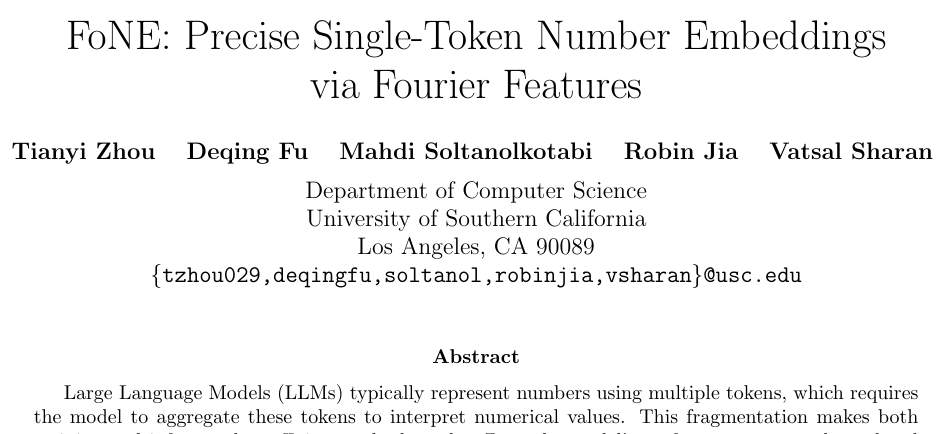 FoNE: Precise Single-Token Number Embeddings
via Fourier Features
Tianyi Zhou Deqing Fu Mahdi Soltanolkotabi Robin Jia Vatsal Sharan
Department of Computer Science
University of Southern California
Los Angeles, CA 90089
{tzhou029,deqingfu,soltanol,robinjia,vsharan}@usc.edu
Abstract
Large Language Models (LLMs) typically represent numbers using multiple tokens, which requires
the model to aggregate these tokens to interpret numerical values. This fragmentation makes both